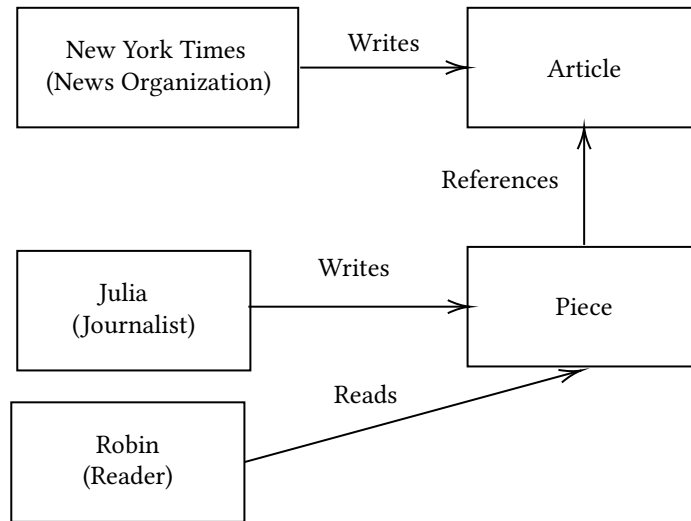 New York Times
(News Organization)
Writes
Article
References
Julia
(Journalist)
Writes
Piece
Reads
Robin
(Reader)